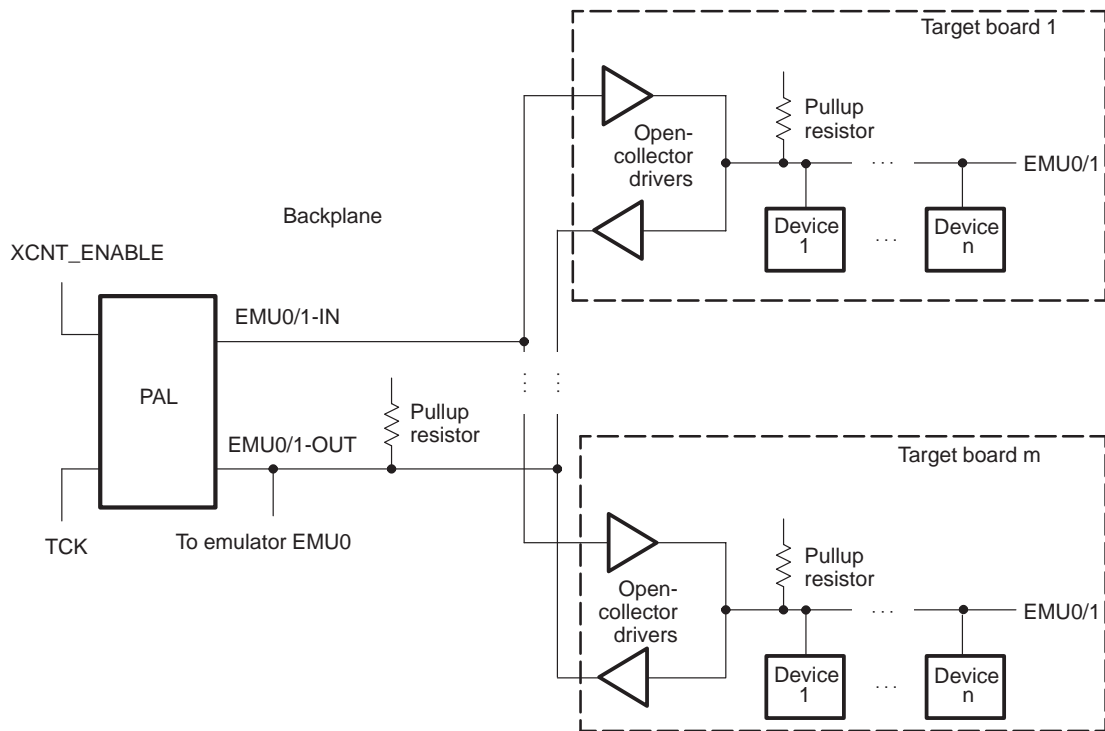 Target board 1
Pullup
resistor
Open-
collector
drivers
EMU0/1
Device
1
. . .
Device
n
. . .
Backplane
XCNT_ENABLE
EMU0/1-IN
PAL
. . .
. . .
Pullup
resistor
EMU0/1-OUT
TCK
To emulator EMU0
Target board m
Pullup
resistor
Open-
collector
drivers
EMU0/1
Device
1
. . .
Device
n
. . .